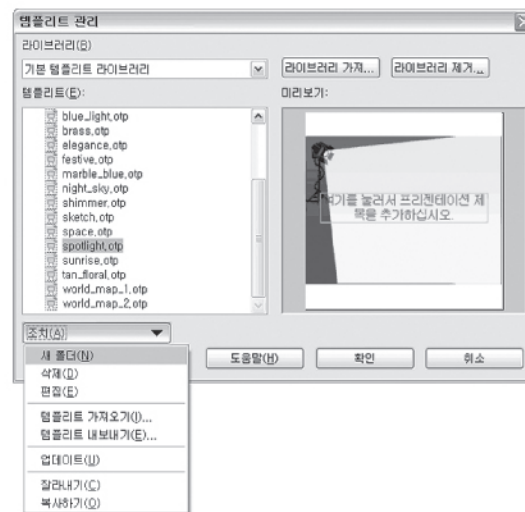 템플리트 관리
라이브러리(B)
기본 템플리트 라이브러리
라이브러리 가져...
라이브러리 제거...
템플리트(E):
미리보기:
blue_light.otp
brass.otp
elegance.otp
festive.otp
marble_blue.otp
night_sky.otp
shimmer.otp
sketch.otp
space.otp
spotlight.otp
sunrise.otp
tan_floral.otp
world_map_1.otp
world_map_2.otp
여기를 눌러서 프리젠테이션 제
목을 추가하십시오.
조치(A)
도움말(H)
확인
취소
새 폴더(N)
삭제(D)
편집(E)
템플리트 가져오기(I)...
템플리트 내보내기(E)...
업데이트(U)
잘라내기(C)
복사하기(O)